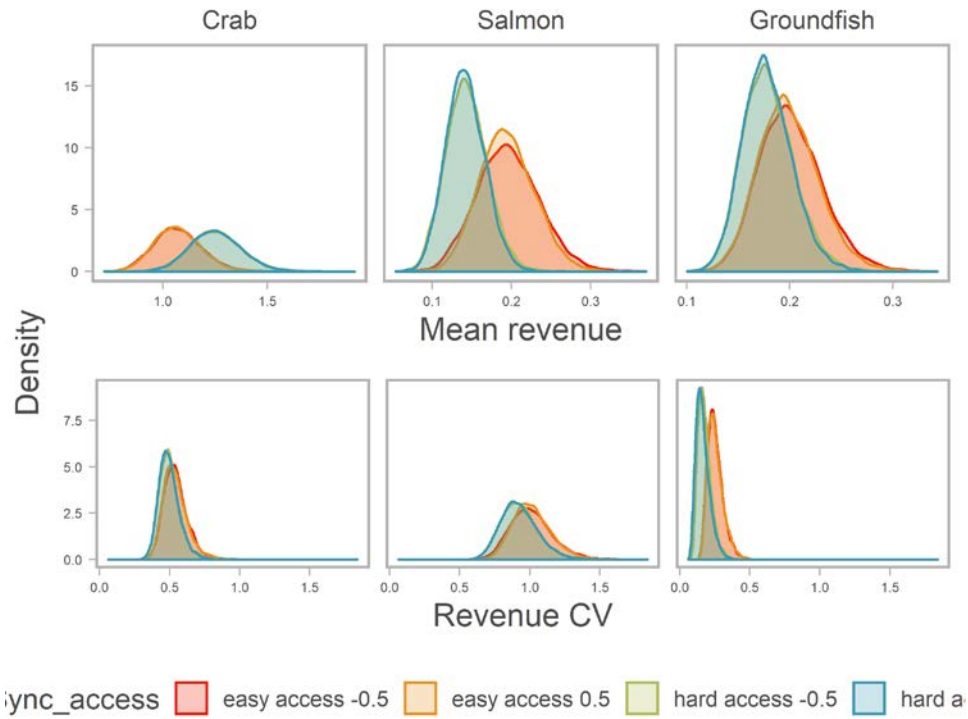 Crab Salmon Groundfish
15
10
5
0
1.0 1.5 0.1 0.2 0.3 0.1 0.2 0.3
Mean revenue
Density
7.5
5.0
2.5
0.0
0.0 0.5 1.0 1.5 0.0 0.5 1.0 1.5 0.0 0.5 1.0 1.5
Revenue CV
ync_access easy access -0.5 easy access 0.5 hard access -0.5 hard a